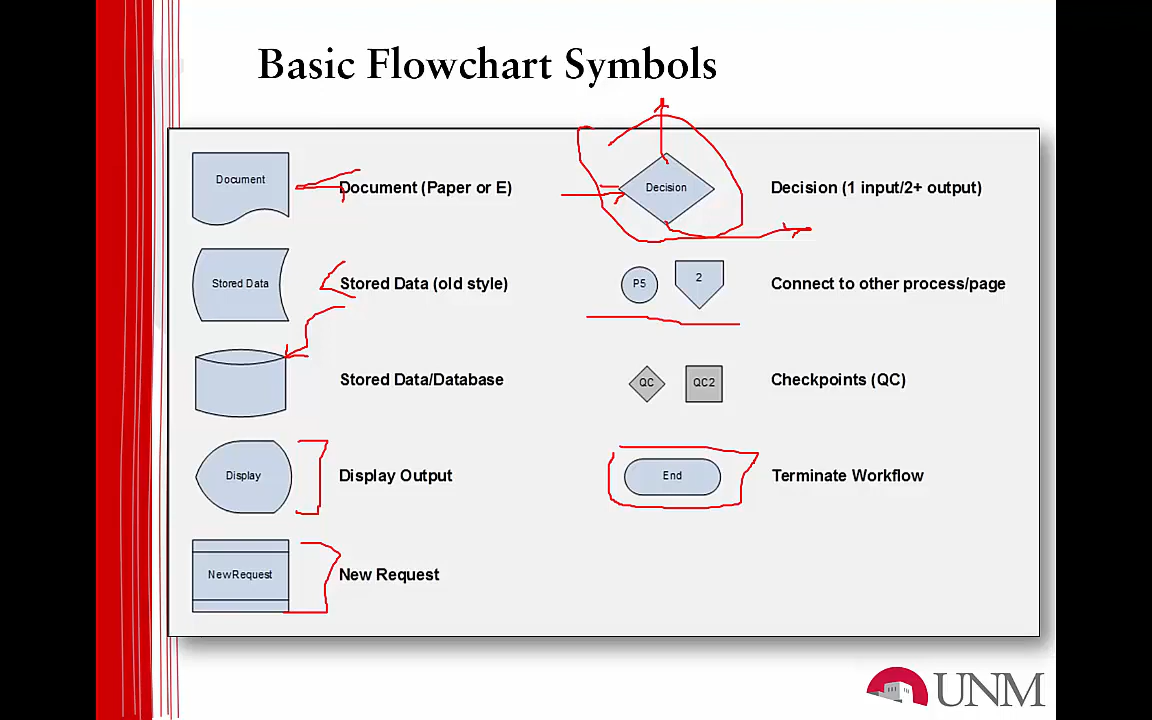 Basic Flowchart Symbols
Document
Document (Paper or E)
Stored Data
Stored Data (old style)
Stored Data/Database
Display
Display Output
NewRequest
New Request
Decision
Decision (1 input/2+ output)
P5
2
Connect to other process/page
QC
QC2
Checkpoints (QC)
End
Terminate Workflow
UNM